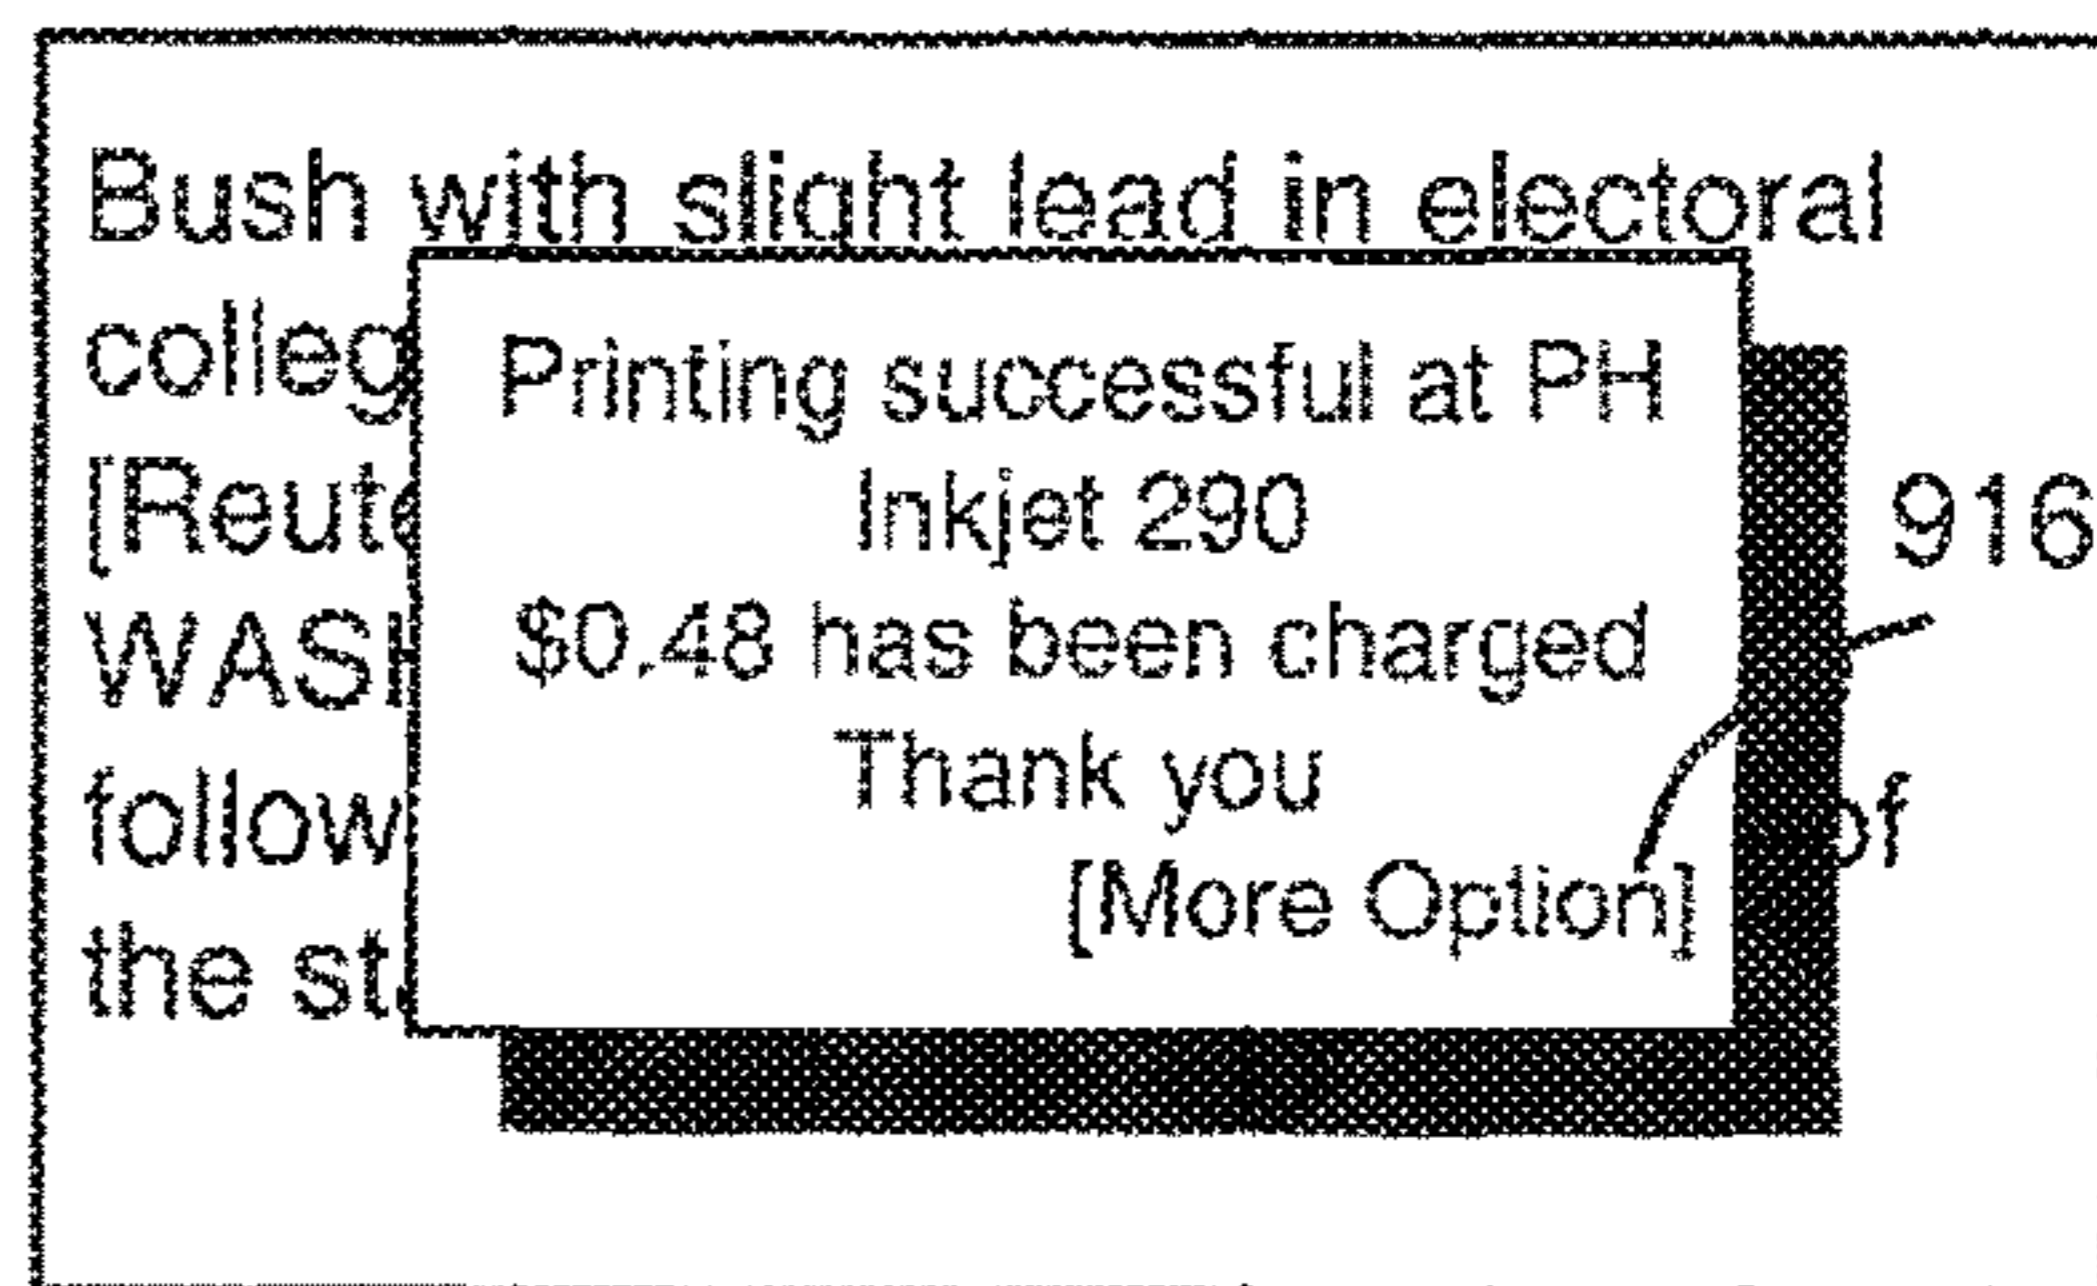 Bush with slight lead in electoral
colleg
[Reute
WASH
follow
the st
Printing successful at PH
Inkjet 290
$0.48 has been charged
Thank you
[More Option]
916
of